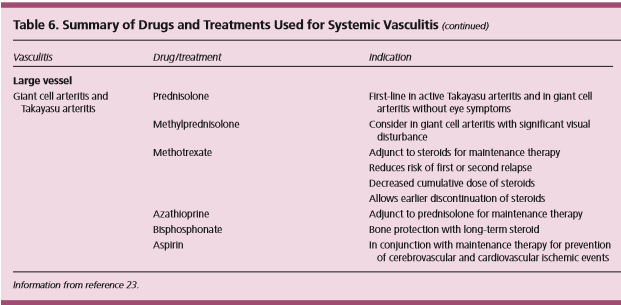 Table 6. Summary of Drugs and Treatments Used for Systemic Vasculitis (continued)
Vasculitis Drug/treatment Indication
Large vessel
Giant cell arteritis and Prednisolone First-line in active Takayasu arteritis and in giant cell
Takayasu arteritis arteritis without eye symptoms
Methylprednisolone Consider in giant cell arteritis with significant visual
disturbance
Methotrexate Adjunct to steroids for maintenance therapy
Reduces risk of first or second relapse
Decreased cumulative dose of steroids
Allows earlier discontinuation of steroids
Azathioprine Adjunct to prednisolone for maintenance therapy
Bisphosphonate Bone protection with long-term steroid
Aspirin In conjunction with maintenance therapy for prevention
of cerebrovascular and cardiovascular ischemic events
Information from reference 23.